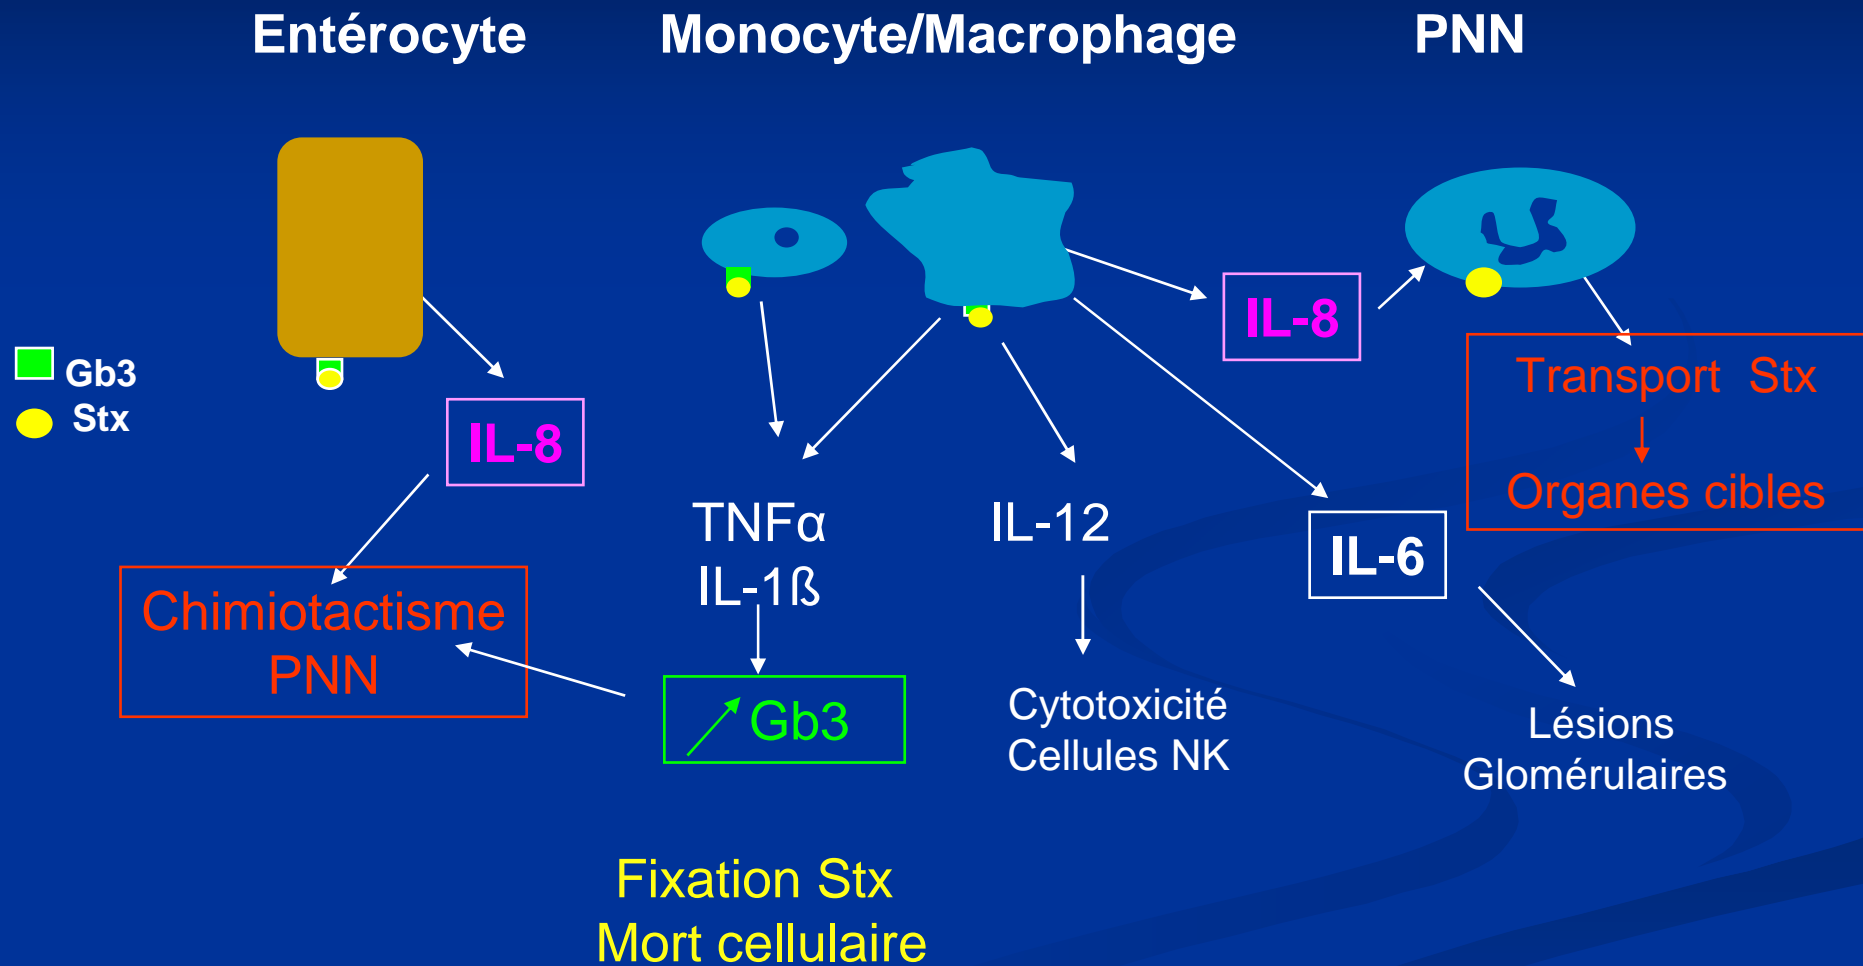 Entérocyte
Monocyte/Macrophage
PNN
Gb3
Stx
IL-8
IL-8
Transport Stx
Organes cibles
TNFα
IL-1ß
IL-12
IL-6
Chimiotactisme
PNN
Gb3
Cytotoxicité
Cellules NK
Lésions
Glomérulaires
Fixation Stx
Mort cellulaire